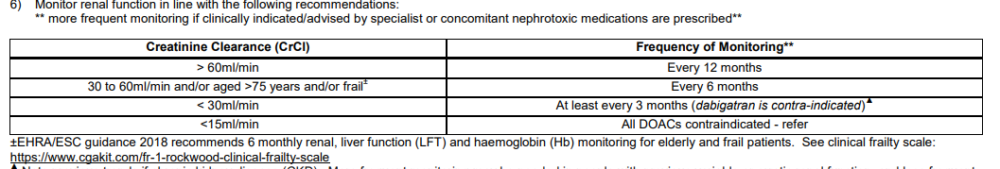 6) Monitor renal function in line with the following recommendations:
** more frequent monitoring if clinically indicated/advised by specialist or concomitant nephrotoxic medications are prescribed**
Creatinine Clearance (CrCl) Frequency of Monitoring**
> 60ml/min Every 12 months
30 to 60ml/min and/or aged >75 years and/or frail± Every 6 months
< 30ml/min At least every 3 months (dabigatran is contra-indicated)▲
<15ml/min All DOACs contraindicated - refer
±EHRA/ESC guidance 2018 recommends 6 monthly renal, liver function (LFT) and haemoglobin (Hb) monitoring for elderly and frail patients. See clinical frailty scale:
https://www.cgakit.com/fr-1-rockwood-clinical-frailty-scale